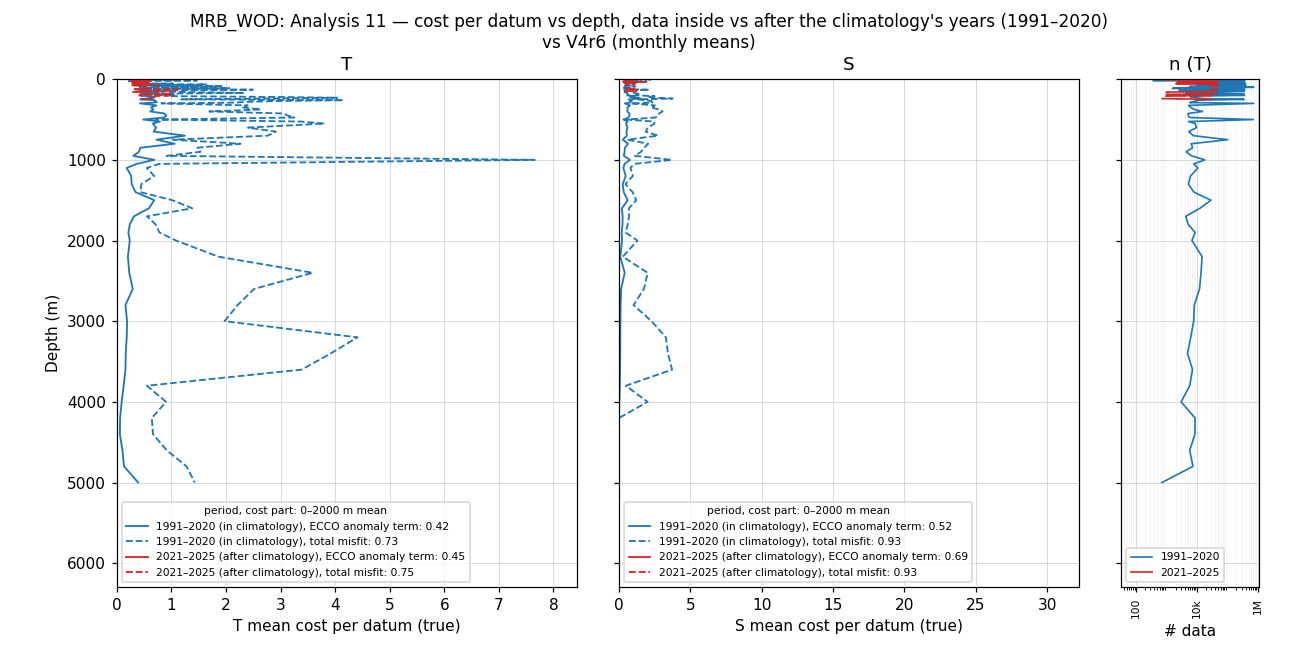 MRB_WOD: Analysis 11 — cost per datum vs depth, data inside vs after the climatology's years (1991–2020)
vs V4r6 (monthly means)
T
S
n (T)
Depth (m)
0
1000
2000
3000
4000
5000
6000
period, cost part: 0–2000 m mean
1991–2020 (in climatology), ECCO anomaly term: 0.42
1991–2020 (in climatology), total misfit: 0.73
2021–2025 (after climatology), ECCO anomaly term: 0.45
2021–2025 (after climatology), total misfit: 0.75
period, cost part: 0–2000 m mean
1991–2020 (in climatology), ECCO anomaly term: 0.52
1991–2020 (in climatology), total misfit: 0.93
2021–2025 (after climatology), ECCO anomaly term: 0.69
2021–2025 (after climatology), total misfit: 0.93
1991–2020
2021–2025
0 1 2 3 4 5 6 7 8
0 5 10 15 20 25 30
100 10k 1M
T mean cost per datum (true)
S mean cost per datum (true)
# data